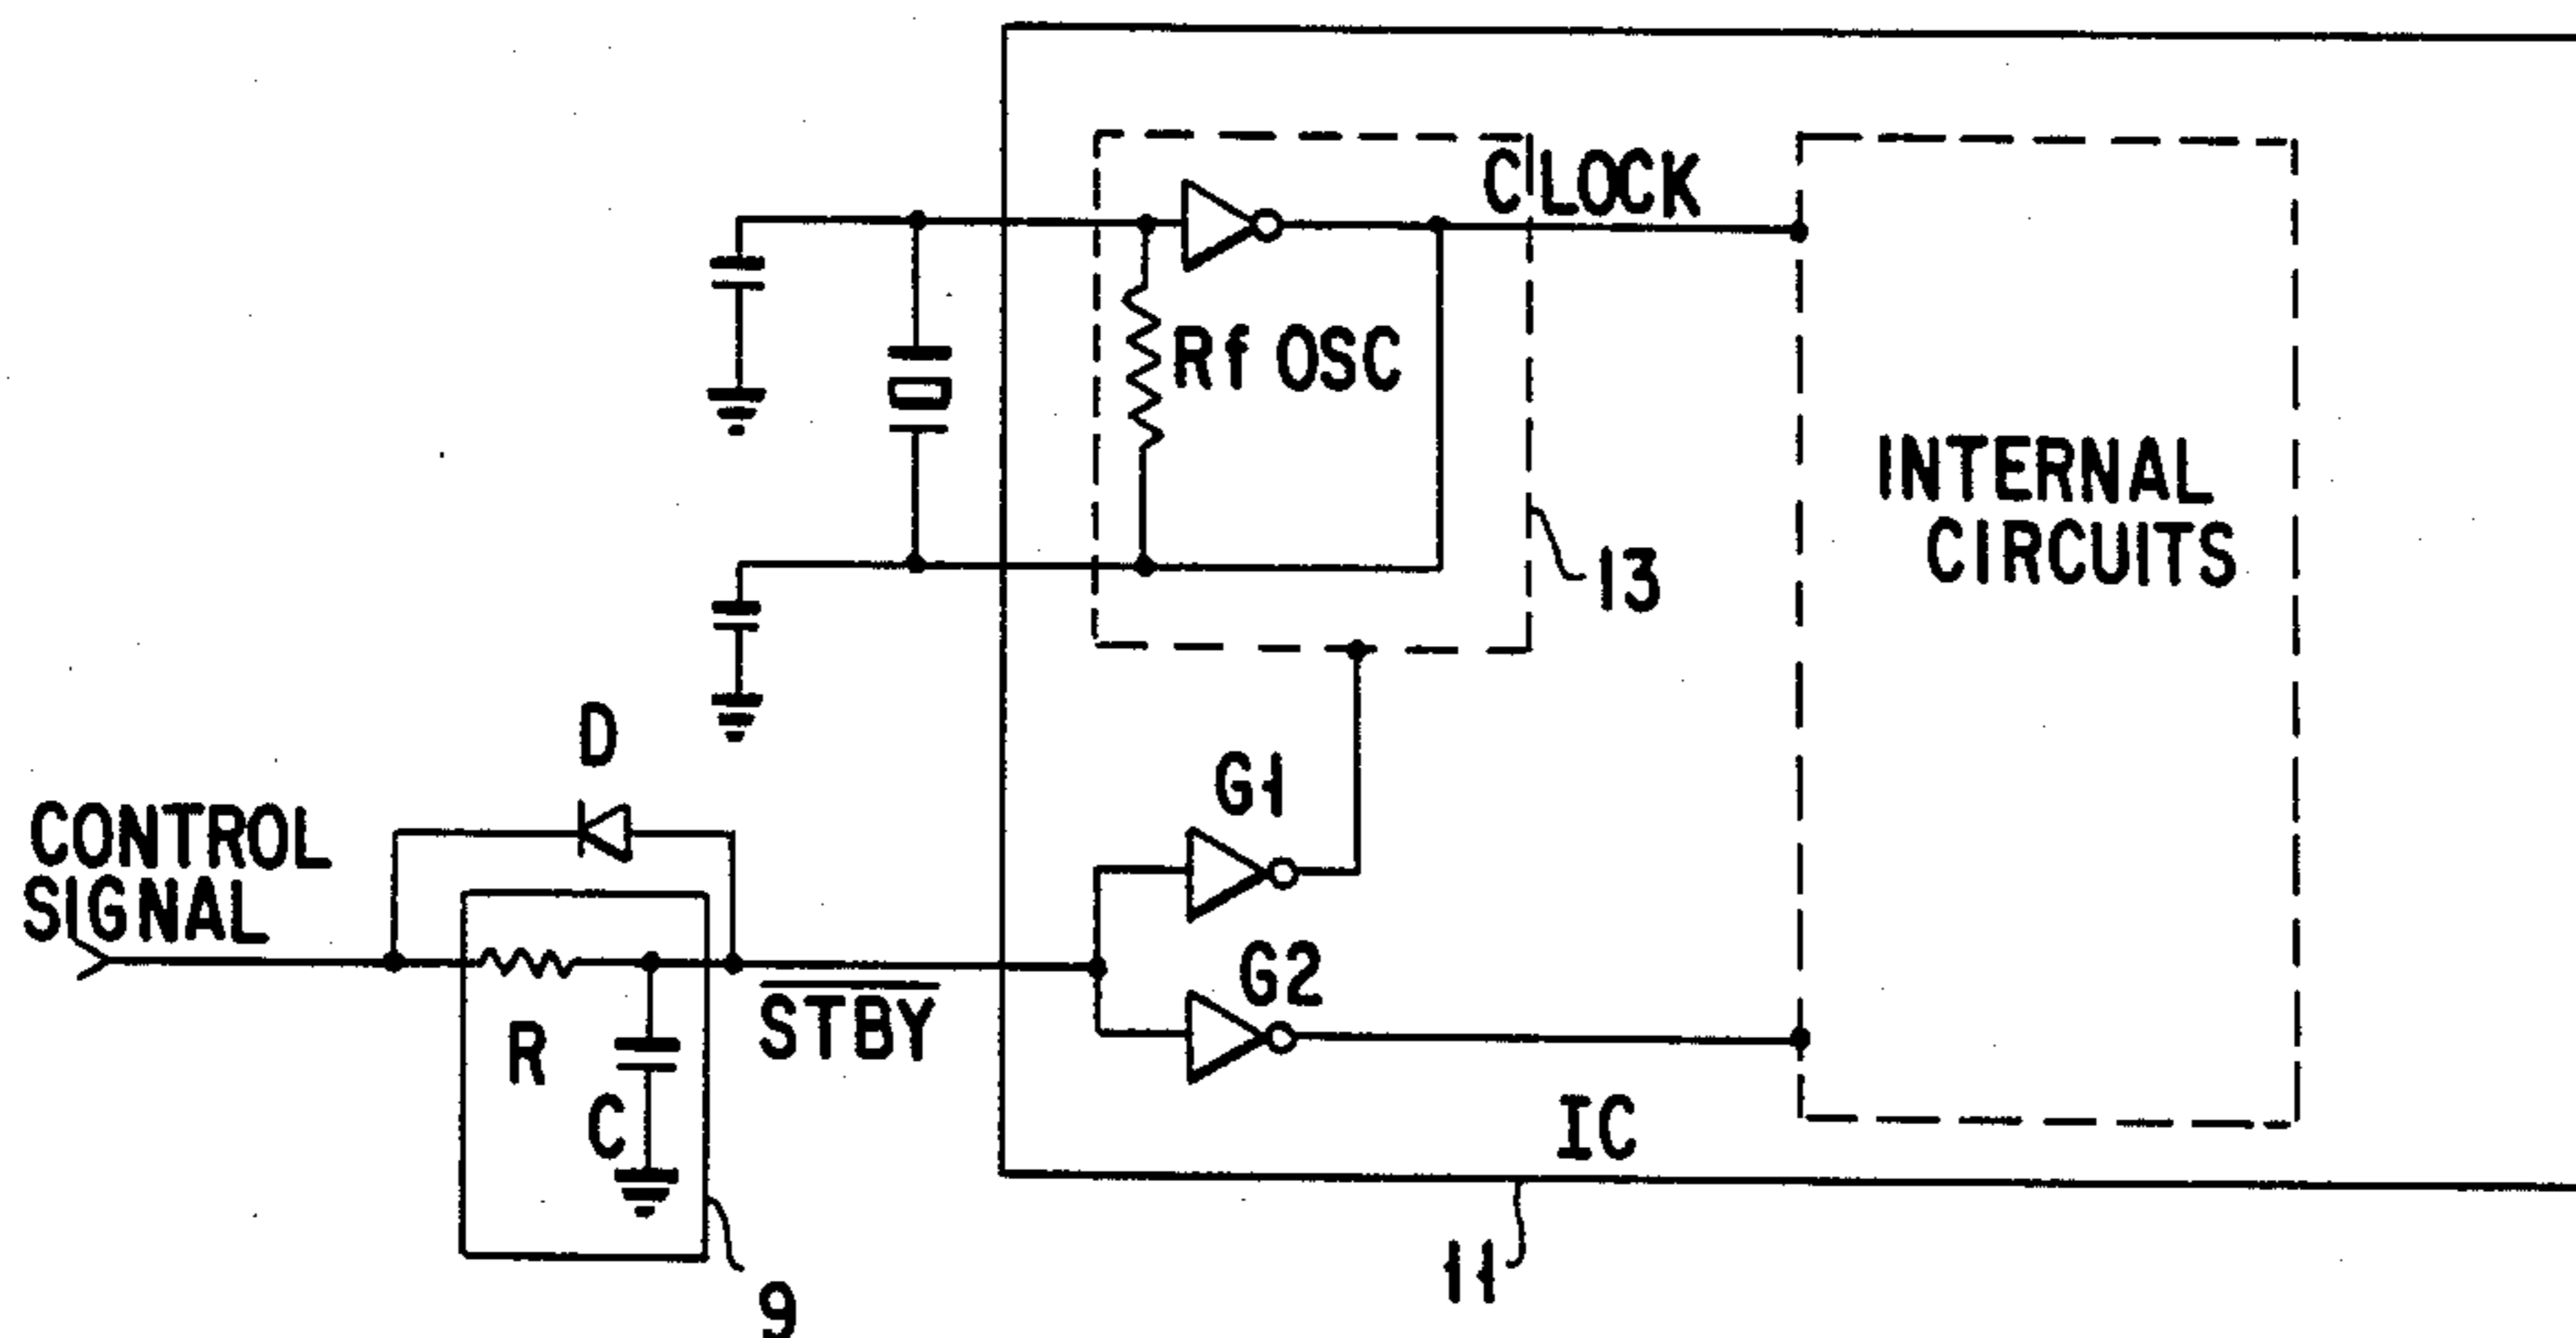 CLOCK
Rf OSC
INTERNAL
CIRCUITS
13
D
G1
CONTROL
SIGNAL
G2
STBY
R
C
IC
11
9